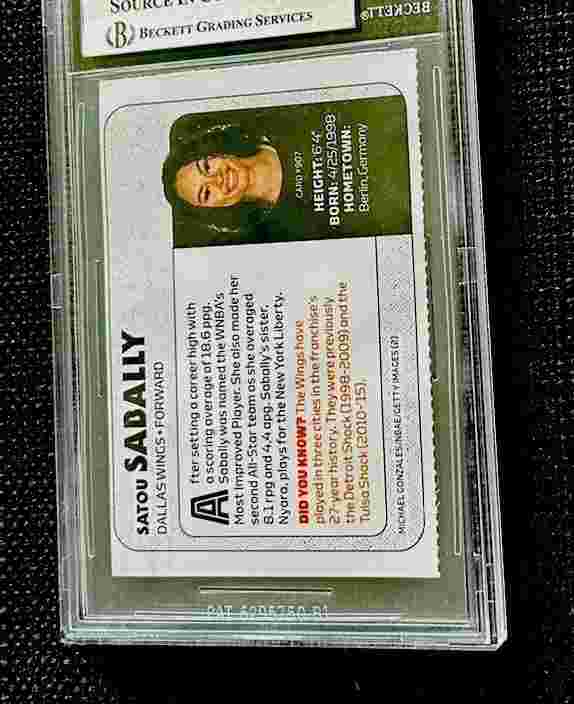 SOURCE IN
BECKETT GRADING SERVICES
BECKETT®
SATOU SABALLY
DALLAS WINGS • FORWARD
After setting a career high with
a scoring average of 18.6 ppg,
Sabally was named the WNBA's
Most Improved Player. She also made her
second All-Star team as she averaged
8.1 rpg and 4.4 apg. Sabally's sister,
Nyara, plays for the New York Liberty.
DID YOU KNOW? The Wings have
played in three cities in the franchise's
27-year history. They were previously
the Detroit Shock (1998-2009) and the
Tulsa Shock (2010-15).
CARD #907
HEIGHT: 6'4"
BORN: 4/25/1998
HOMETOWN:
Berlin, Germany
MICHAEL GONZALES/NBAE/GETTY IMAGES (2)
PAT